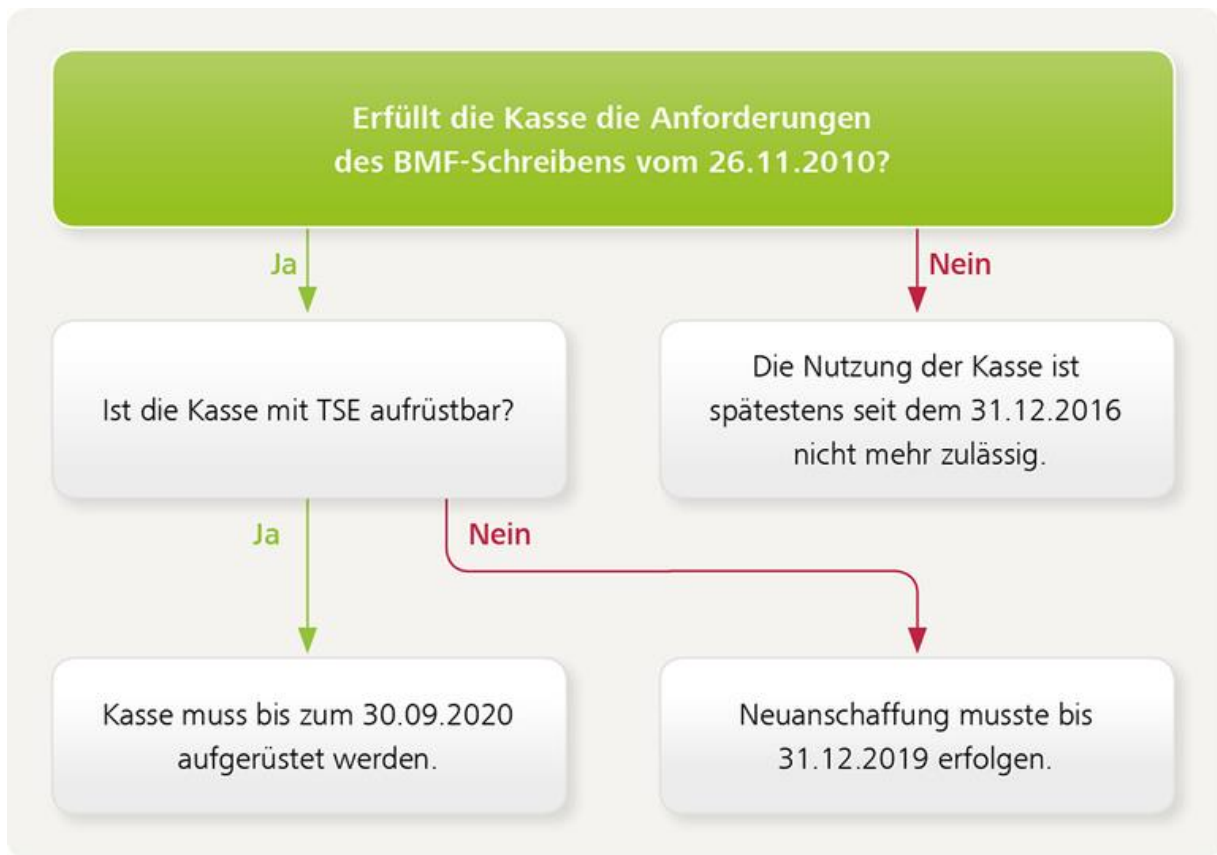 Erfüllt die Kasse die Anforderungen
des BMF-Schreibens vom 26.11.2010?
Ja
Nein
Ist die Kasse mit TSE aufrüstbar?
Die Nutzung der Kasse ist
spätestens seit dem 31.12.2016
nicht mehr zulässig.
Ja
Nein
Kasse muss bis zum 30.09.2020
aufgerüstet werden.
Neuanschaffung musste bis
31.12.2019 erfolgen.